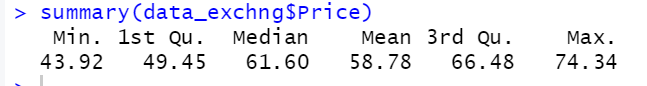 > summary(data_exchng$Price)
Min. 1st Qu. Median Mean 3rd Qu. Max.
43.92 49.45 61.60 58.78 66.48 74.34
>